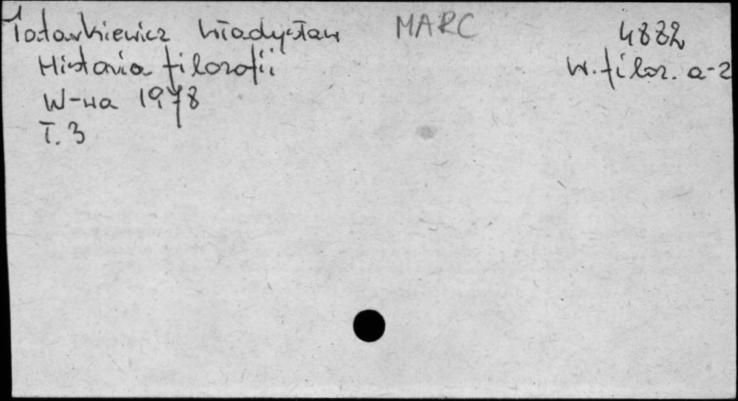 Tatarkiewicz Władysław MARC 4882
Historia filozofii W. filoz. a-2
W-wa 1978
T. 3